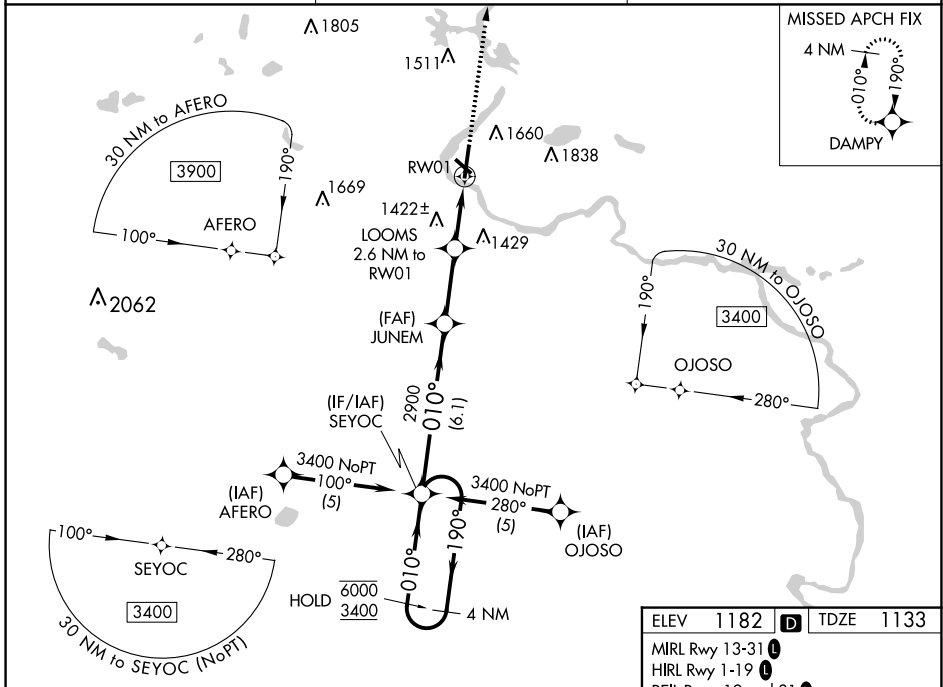 1805
1511
MISSED APCH FIX
4 NM
010°
190°
DAMPY
30 NM to AFERO
3900
190°
1660
1838
RW01
1669
AFERO
100°
1422±
LOOMS
2.6 NM to
RW01
1429
30 NM to OJOSO
190°
3400
2062
(FAF)
JUNEM
OJOSO
280°
2900
010°
(6.1)
(IF/IAF)
SEYOC
3400 NoPT
100°
(5)
(IAF)
AFERO
3400 NoPT
280°
(5)
(IAF)
OJOSO
100°
280°
SEYOC
3400
30 NM to SEYOC (NoPT)
010°
190°
HOLD
6000
3400
4 NM
ELEV 1182 D TDZE 1133
MIRL Rwy 13-31 L
HIRL Rwy 1-19 L